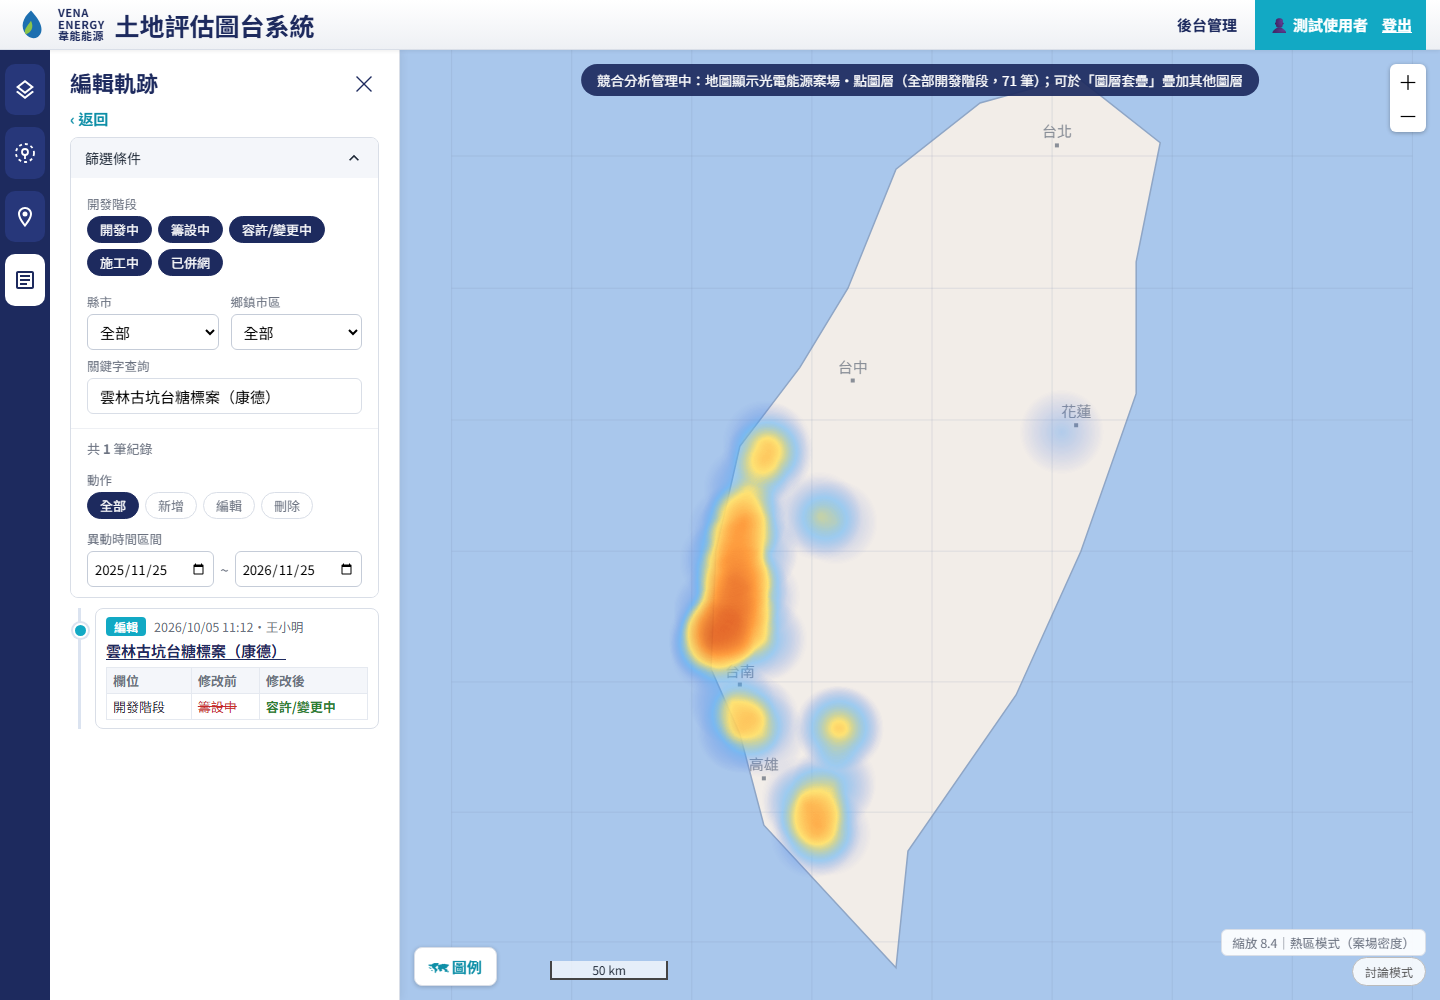 VENA
ENERGY
韋能能源
土地評估圖台系統
後台管理
測試使用者
登出
編輯軌跡
‹ 返回
篩選條件
開發階段
開發中
籌設中
容許/變更中
施工中
已併網
縣市
鄉鎮市區
全部
全部
關鍵字查詢
雲林古坑台糖標案（康德）
共 1 筆紀錄
動作
全部
新增
編輯
刪除
異動時間區間
2025/11/25
~
2026/11/25
編輯
2026/10/05 11:12・王小明
雲林古坑台糖標案（康德）
欄位
修改前
修改後
開發階段
籌設中
容許/變更中
競合分析管理中：地圖顯示光電能源案場・點圖層（全部開發階段，71 筆）；可於「圖層套疊」疊加其他圖層
+
−
台北
台中
花蓮
台南
高雄
圖例
50 km
縮放 8.4｜熱區模式（案場密度）
討論模式